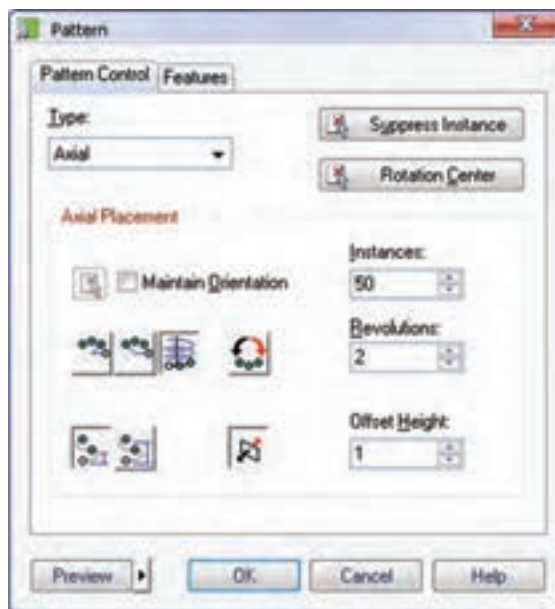 Pattern
Pattern Control Features
Type:
Axial
Suppress Instance
Rotation Center
Axial Placement
Maintain Orientation
Instances:
50
Revolutions:
2
Offset Height:
1
Preview OK Cancel Help